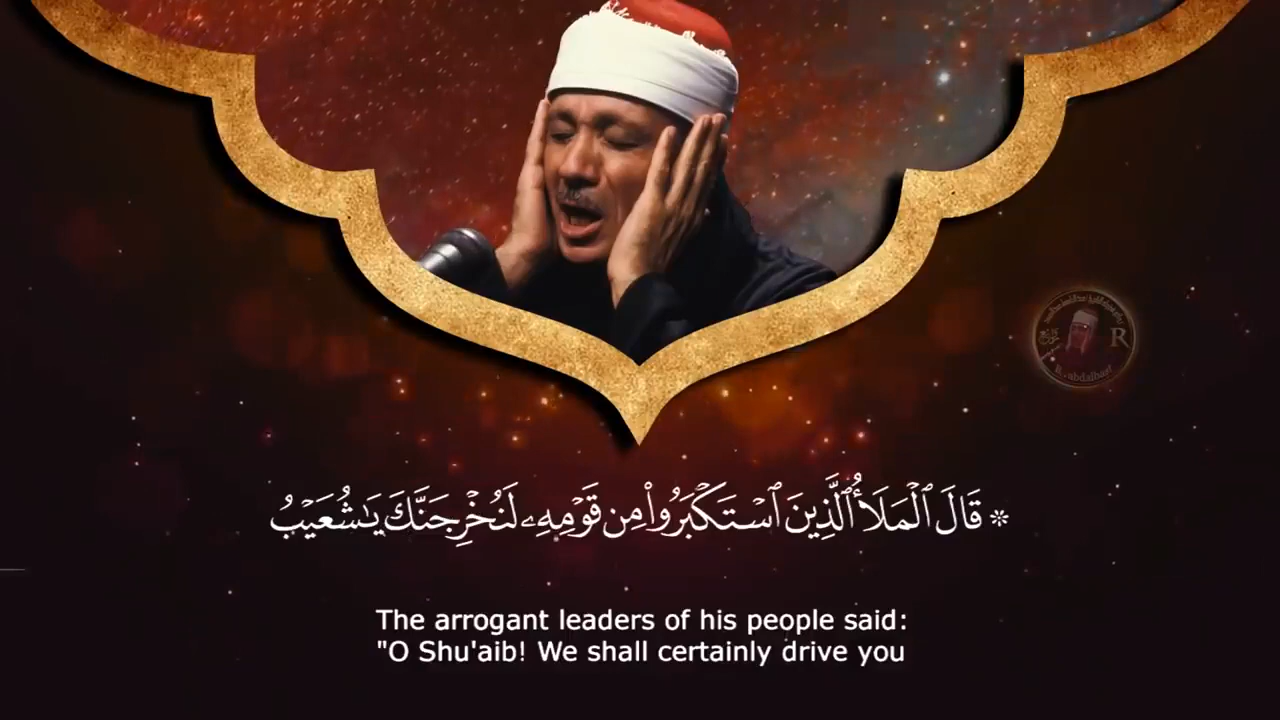 ۞ قَالَ ٱلْمَلَأُ ٱلَّذِينَ ٱسْتَكْبَرُوا۟ مِن قَوْمِهِۦ لَنُخْرِجَنَّكَ يَـٰشُعَيْبُ
R
The arrogant leaders of his people said:
"O Shu'aib! We shall certainly drive you